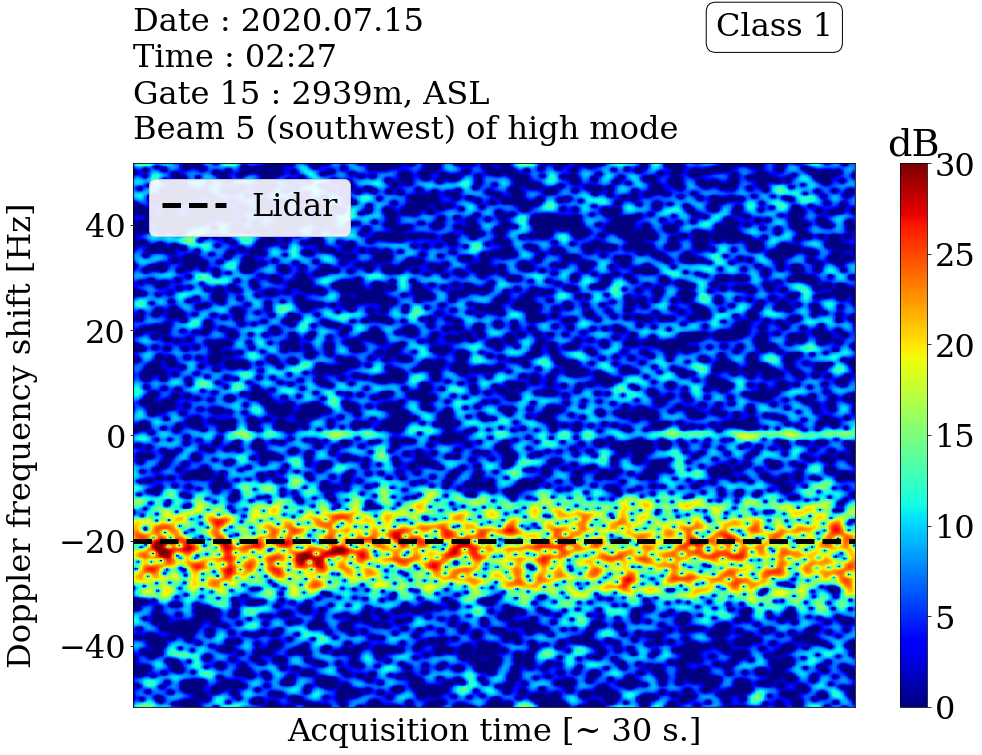 Date : 2020.07.15
Time : 02:27
Gate 15 : 2939m, ASL
Beam 5 (southwest) of high mode
Class 1
dB
Lidar
Doppler frequency shift [Hz]
40
20
0
−20
−40
30
25
20
15
10
5
0
Acquisition time [~ 30 s.]